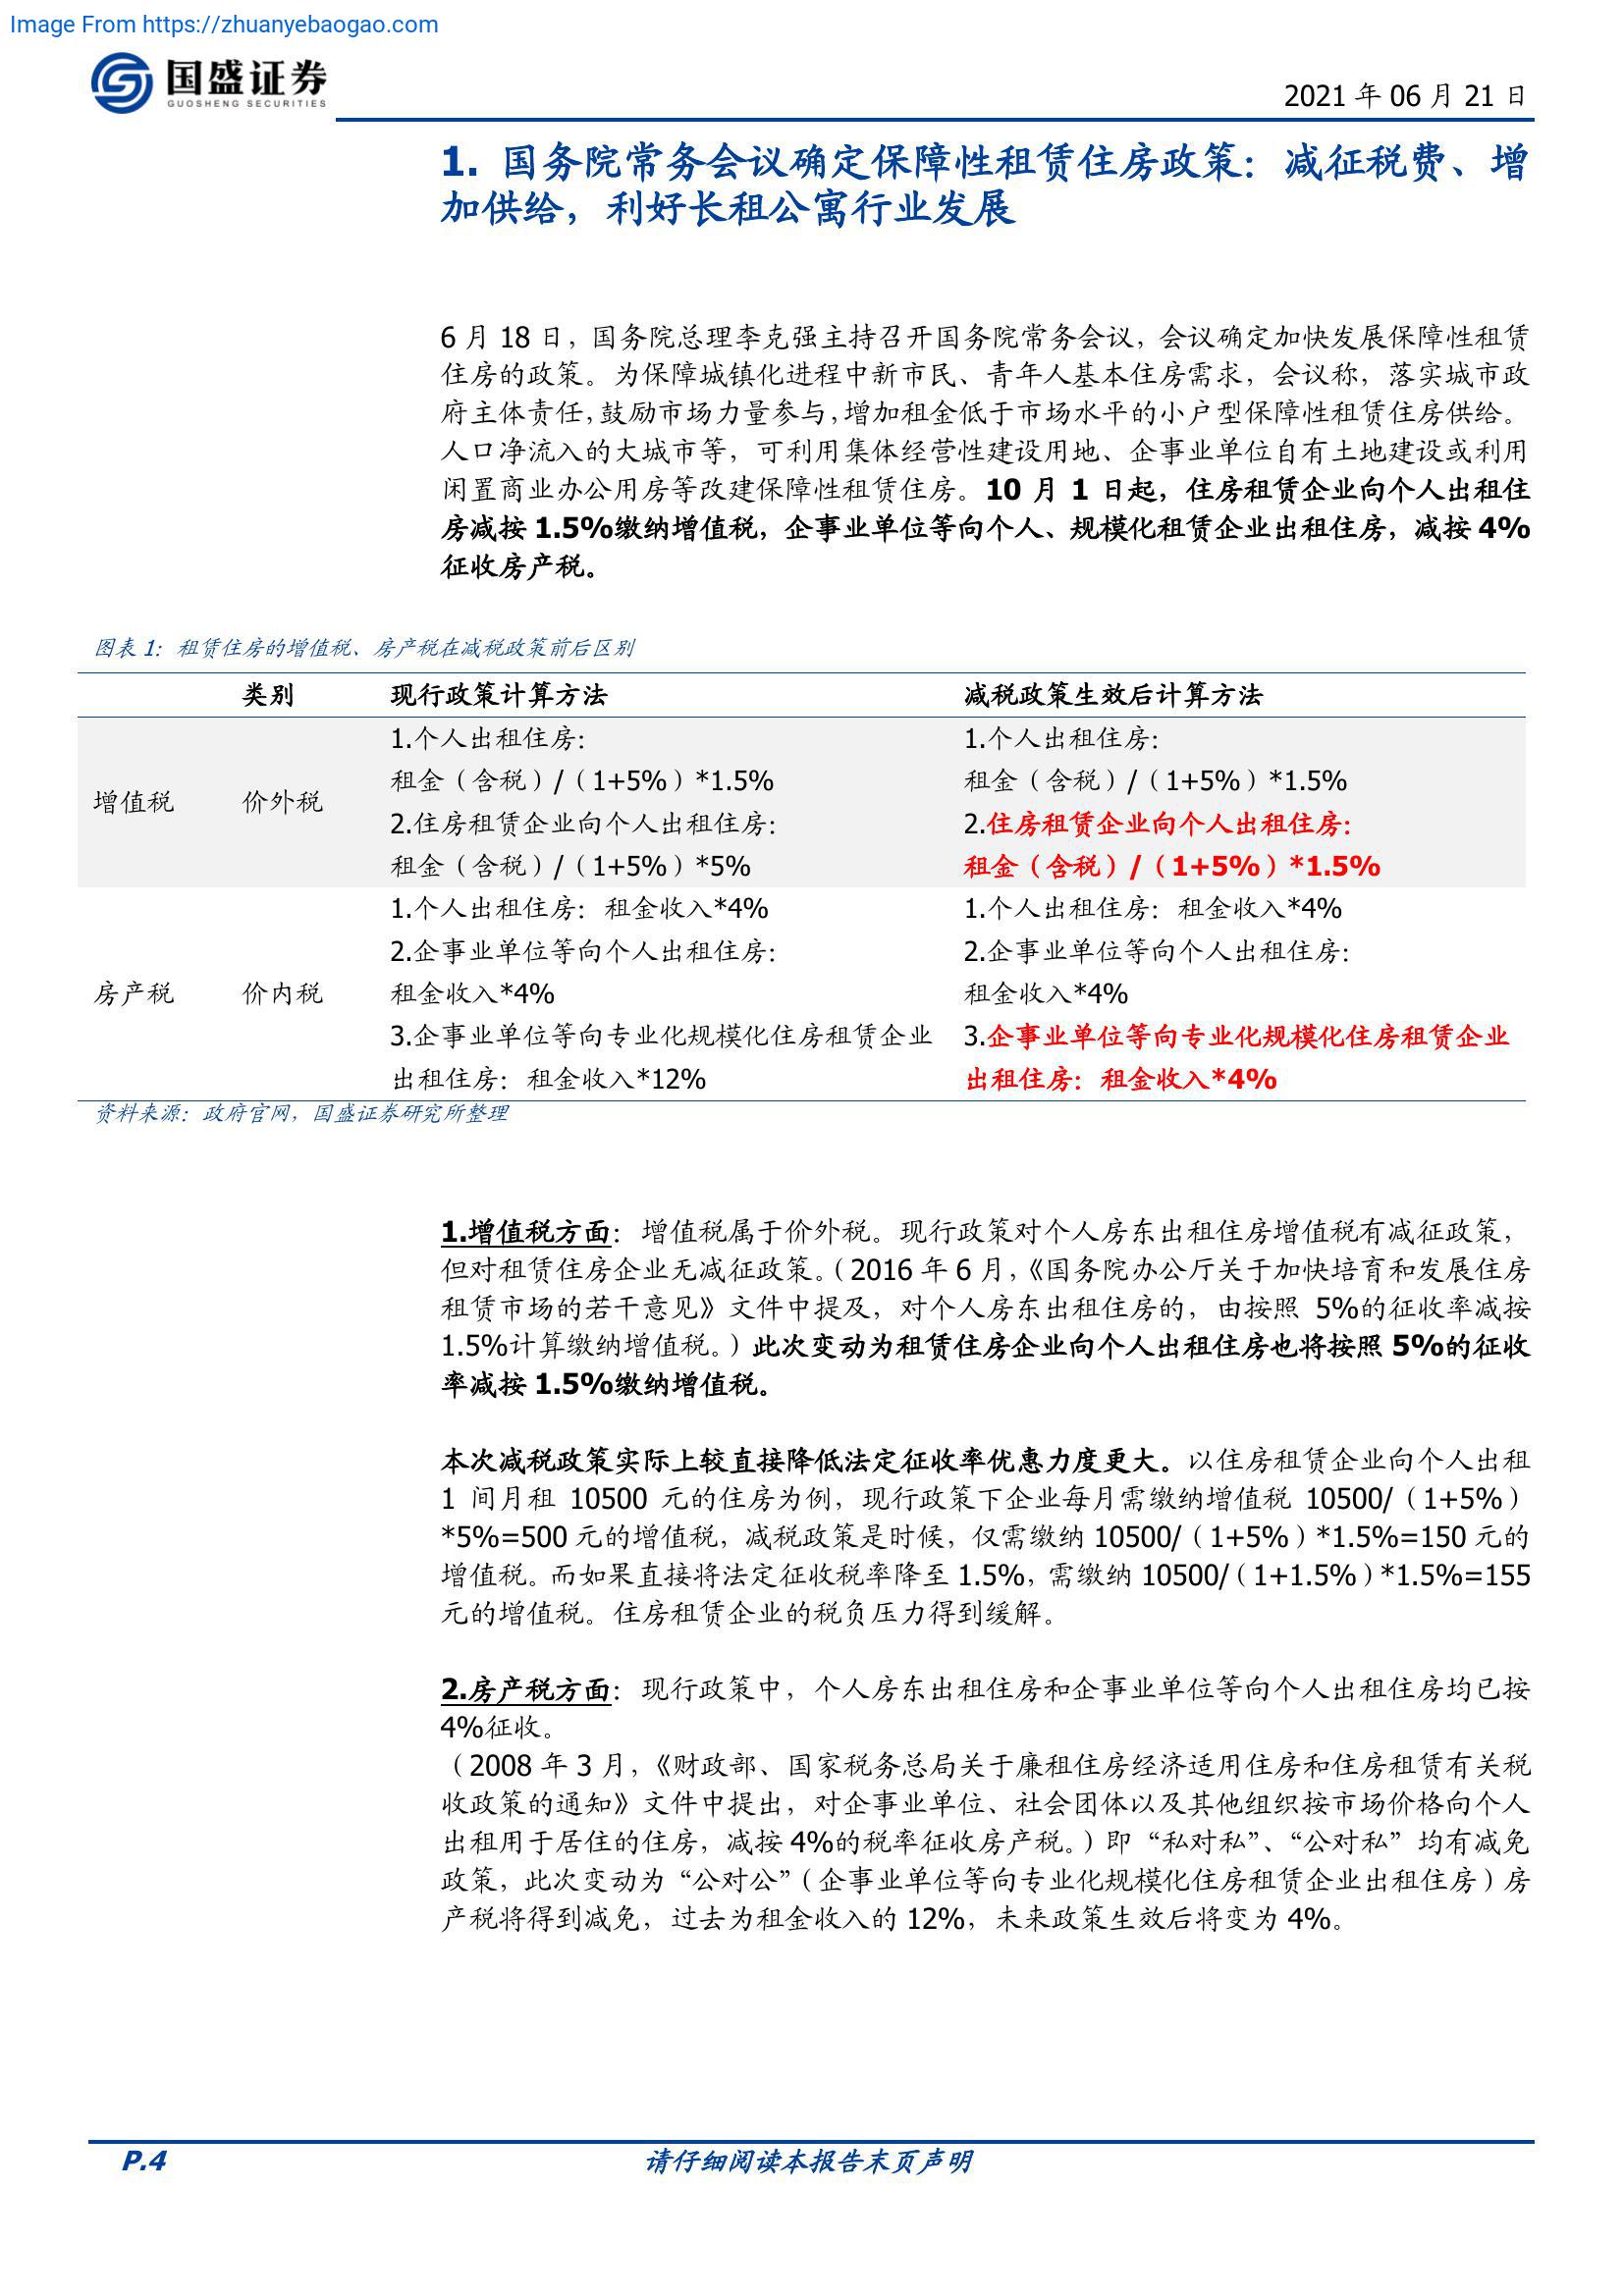 Image From https://zhuanyebaogao.com
国盛证券
GUOSHENG SECURITIES
2021 年 06 月 21 日
1. 国务院常务会议确定保障性租赁住房政策：减征税费、增
加供给，利好长租公寓行业发展
6 月 18 日，国务院总理李克强主持召开国务院常务会议，会议确定加快发展保障性租赁
住房的政策。为保障城镇化进程中新市民、青年人基本住房需求，会议称，落实城市政
府主体责任，鼓励市场力量参与，增加租金低于市场水平的小户型保障性租赁住房供给。
人口净流入的大城市等，可利用集体经营性建设用地、企事业单位自有土地建设或利用
闲置商业办公用房等改建保障性租赁住房。10 月 1 日起，住房租赁企业向个人出租住
房减按 1.5%缴纳增值税，企事业单位等向个人、规模化租赁企业出租住房，减按 4%
征收房产税。
图表 1：租赁住房的增值税、房产税在减税政策前后区别
类别 现行政策计算方法 减税政策生效后计算方法
增值税 价外税
1.个人出租住房：
租金（含税）/（1+5%）*1.5%
2.住房租赁企业向个人出租住房：
租金（含税）/（1+5%）*5%
1.个人出租住房：
租金（含税）/（1+5%）*1.5%
2.住房租赁企业向个人出租住房：
租金（含税）/（1+5%）*1.5%
房产税 价内税
1.个人出租住房：租金收入*4%
2.企事业单位等向个人出租住房：
租金收入*4%
3.企事业单位等向专业化规模化住房租赁企业
出租住房：租金收入*12%
1.个人出租住房：租金收入*4%
2.企事业单位等向个人出租住房：
租金收入*4%
3.企事业单位等向专业化规模化住房租赁企业
出租住房：租金收入*4%
资料来源：政府官网，国盛证券研究所整理
1.增值税方面：增值税属于价外税。现行政策对个人房东出租住房增值税有减征政策，
但对租赁住房企业无减征政策。（2016 年 6 月，《国务院办公厅关于加快培育和发展住房
租赁市场的若干意见》文件中提及，对个人房东出租住房的，由按照 5%的征收率减按
1.5%计算缴纳增值税。）此次变动为租赁住房企业向个人出租住房也将按照 5%的征收
率减按 1.5%缴纳增值税。
本次减税政策实际上较直接降低法定征收率优惠力度更大。以住房租赁企业向个人出租
1 间月租 10500 元的住房为例，现行政策下企业每月需缴纳增值税 10500/（1+5%）
*5%=500 元的增值税，减税政策是时候，仅需缴纳 10500/（1+5%）*1.5%=150 元的
增值税。而如果直接将法定征收税率降至 1.5%，需缴纳 10500/（1+1.5%）*1.5%=155
元的增值税。住房租赁企业的税负压力得到缓解。
2.房产税方面：现行政策中，个人房东出租住房和企事业单位等向个人出租住房均已按
4%征收。
（2008 年 3 月，《财政部、国家税务总局关于廉租住房经济适用住房和住房租赁有关税
收政策的通知》文件中提出，对企事业单位、社会团体以及其他组织按市场价格向个人
出租用于居住的住房，减按 4%的税率征收房产税。）即“私对私”、“公对私”均有减免
政策，此次变动为“公对公”（企事业单位等向专业化规模化住房租赁企业出租住房）房
产税将得到减免，过去为租金收入的 12%，未来政策生效后将变为 4%。
P.4 请仔细阅读本报告末页声明